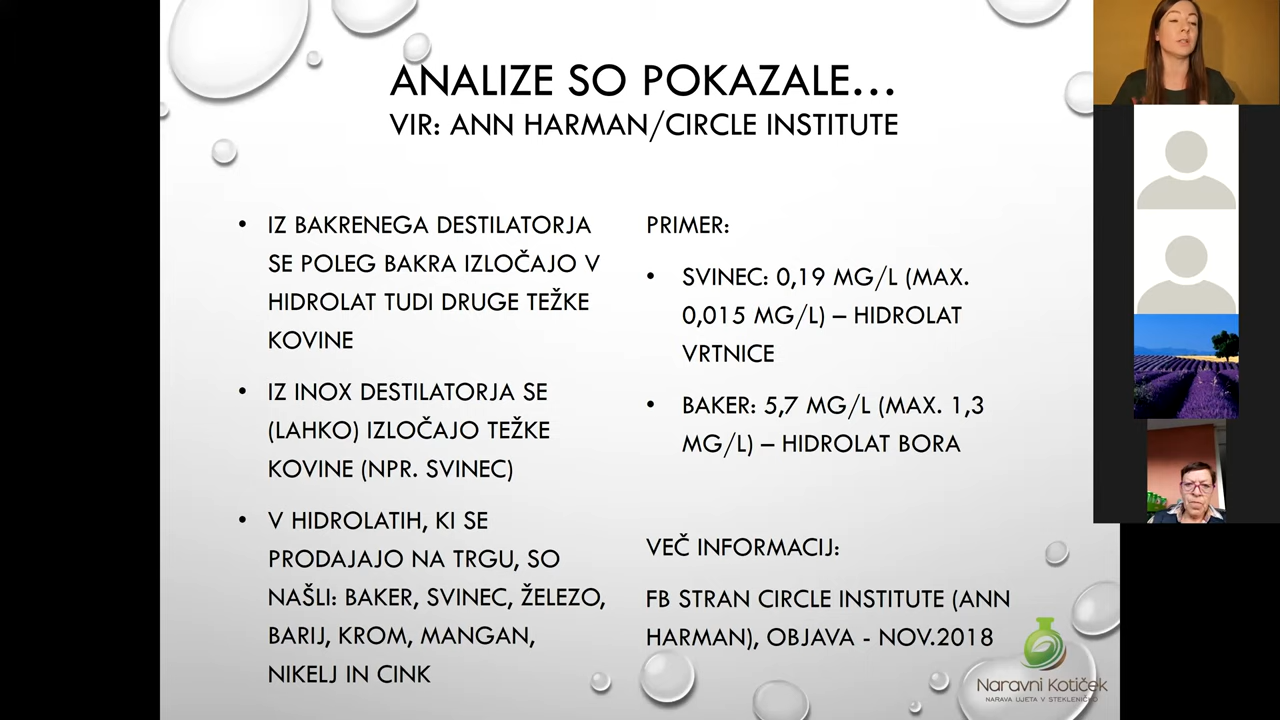 ANALIZE SO POKAZALE...
VIR: ANN HARMAN/CIRCLE INSTITUTE
• IZ BAKRENEGA DESTILATORJA
SE POLEG BAKRA IZLOČAJO V
HIDROLAT TUDI DRUGE TEŽKE
KOVINE
• IZ INOX DESTILATORJA SE
(LAHKO) IZLOČAJO TEŽKE
KOVINE (NPR. SVINEC)
• V HIDROLATIH, KI SE
PRODAJAJO NA TRGU, SO
NAŠLI: BAKER, SVINEC, ŽELEZO,
BARIJ, KROM, MANGAN,
NIKELJ IN CINK
PRIMER:
• SVINEC: 0,19 MG/L (MAX.
0,015 MG/L) – HIDROLAT
VRTNICE
• BAKER: 5,7 MG/L (MAX. 1,3
MG/L) – HIDROLAT BORA
VEČ INFORMACIJ:
FB STRAN CIRCLE INSTITUTE (ANN
HARMAN), OBJAVA - NOV.2018
Naravni Kotiček
NARAVA UJETA V STEKLENIČKO